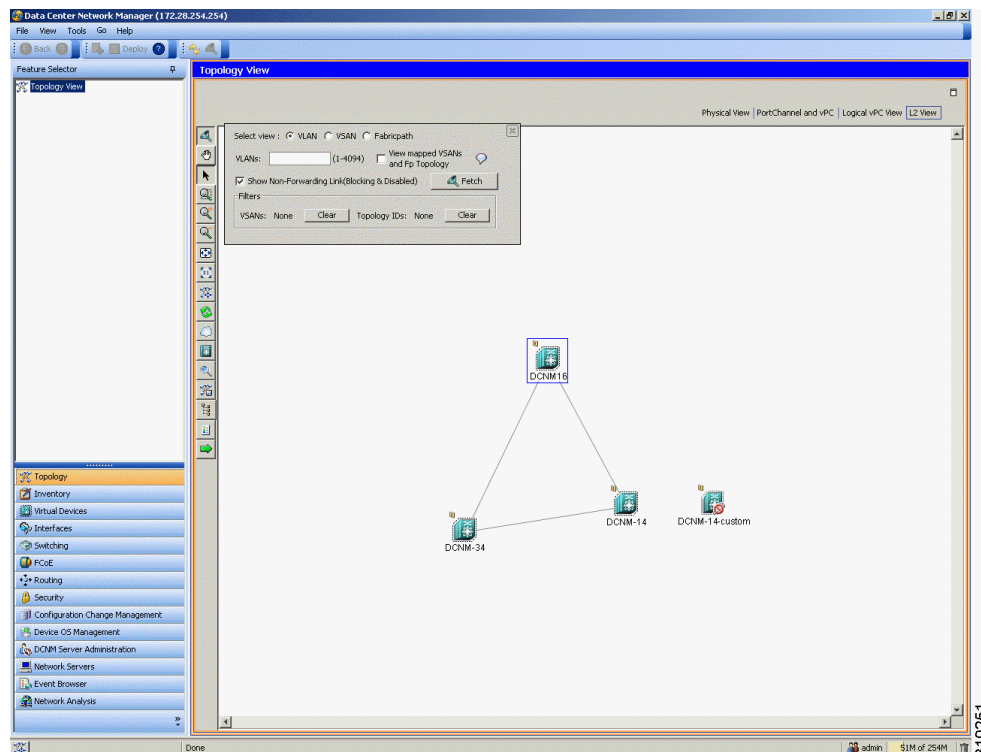 Data Center Network Manager (172.28.254.254)
File View Tools Go Help
Back Deploy
Feature Selector
Topology View
Topology View
Physical View | PortChannel and vPC | Logical vPC View | L2 View
Select view : VLAN VSAN Fabricpath
VLANs: (1-4094) View mapped VSANs
and Fp Topology
Show Non-Forwarding Link(Blocking & Disabled) Fetch
Filters
VSANs: None Clear Topology IDs: None Clear
DCNM16
DCNM-14
DCNM-14-custom
DCNM-34
Topology
Inventory
Virtual Devices
Interfaces
Switching
FCoE
Routing
Security
Configuration Change Management
Device OS Management
DCNM Server Administration
Network Servers
Event Browser
Network Analysis
Done admin 51M of 254M